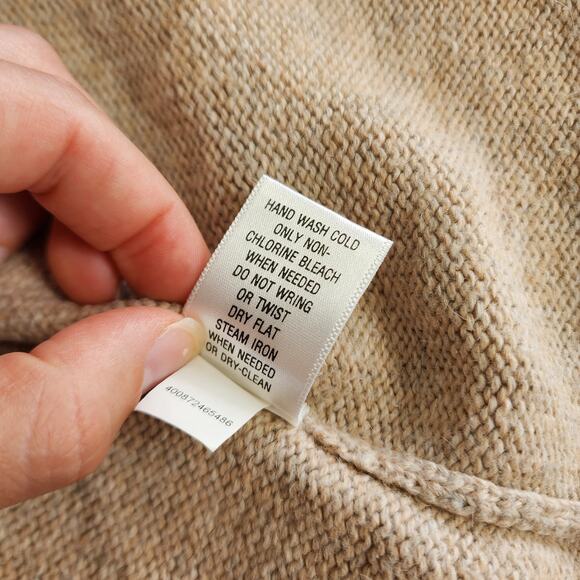 HAND WASH COLD
ONLY NON-
CHLORINE BLEACH
WHEN NEEDED
DO NOT WRING
OR TWIST
DRY FLAT
STEAM IRON
WHEN NEEDED
OR DRY-CLEAN
400872465486